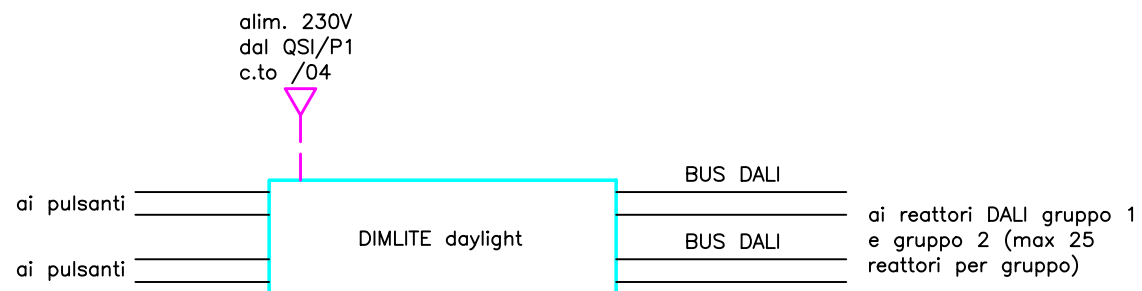 alim. 230V
dal QSI/P1
c.to /04
BUS DALI
ai pulsanti
ai reattori DALI gruppo 1
DIMLITE daylight
BUS DALI
e gruppo 2 (max 25
ai pulsanti
reattori per gruppo)